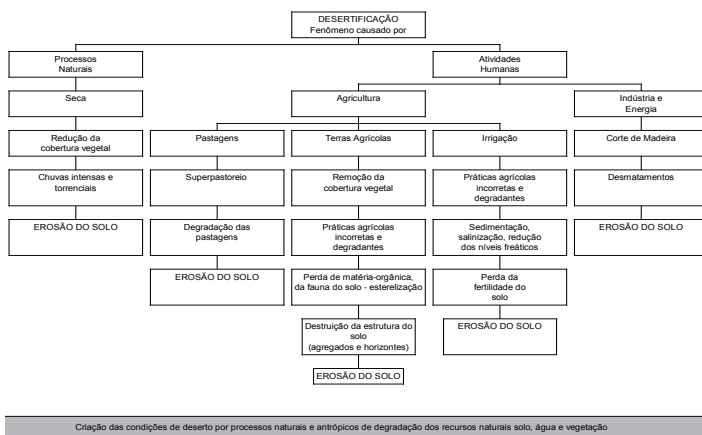 DESERTIFICAÇÃO
Fenômeno causado por
Processos
Naturais
Atividades
Humanas
Seca
Agricultura
Indústria e
Energia
Redução da
cobertura vegetal
Pastagens
Terras Agrícolas
Irrigação
Corte de Madeira
Chuvas intensas e
torrenciais
Superpastoreio
Remoção da
cobertura vegetal
Práticas agrícolas
incorretas e
degradantes
Desmatamentos
EROSÃO DO SOLO
Degradação das
pastagens
Práticas agrícolas
incorretas e
degradantes
Sedimentação,
salinização, redução
dos níveis freáticos
EROSÃO DO SOLO
EROSÃO DO SOLO
Perda de matéria-orgânica,
da fauna do solo - esterelização
Perda da
fertilidade do
solo
Destruição da estrutura do
solo
(agregados e horizontes)
EROSÃO DO SOLO
EROSÃO DO SOLO
Criação das condições de deserto por processos naturais e antrópicos de degradação dos recursos naturais solo, água e vegetação